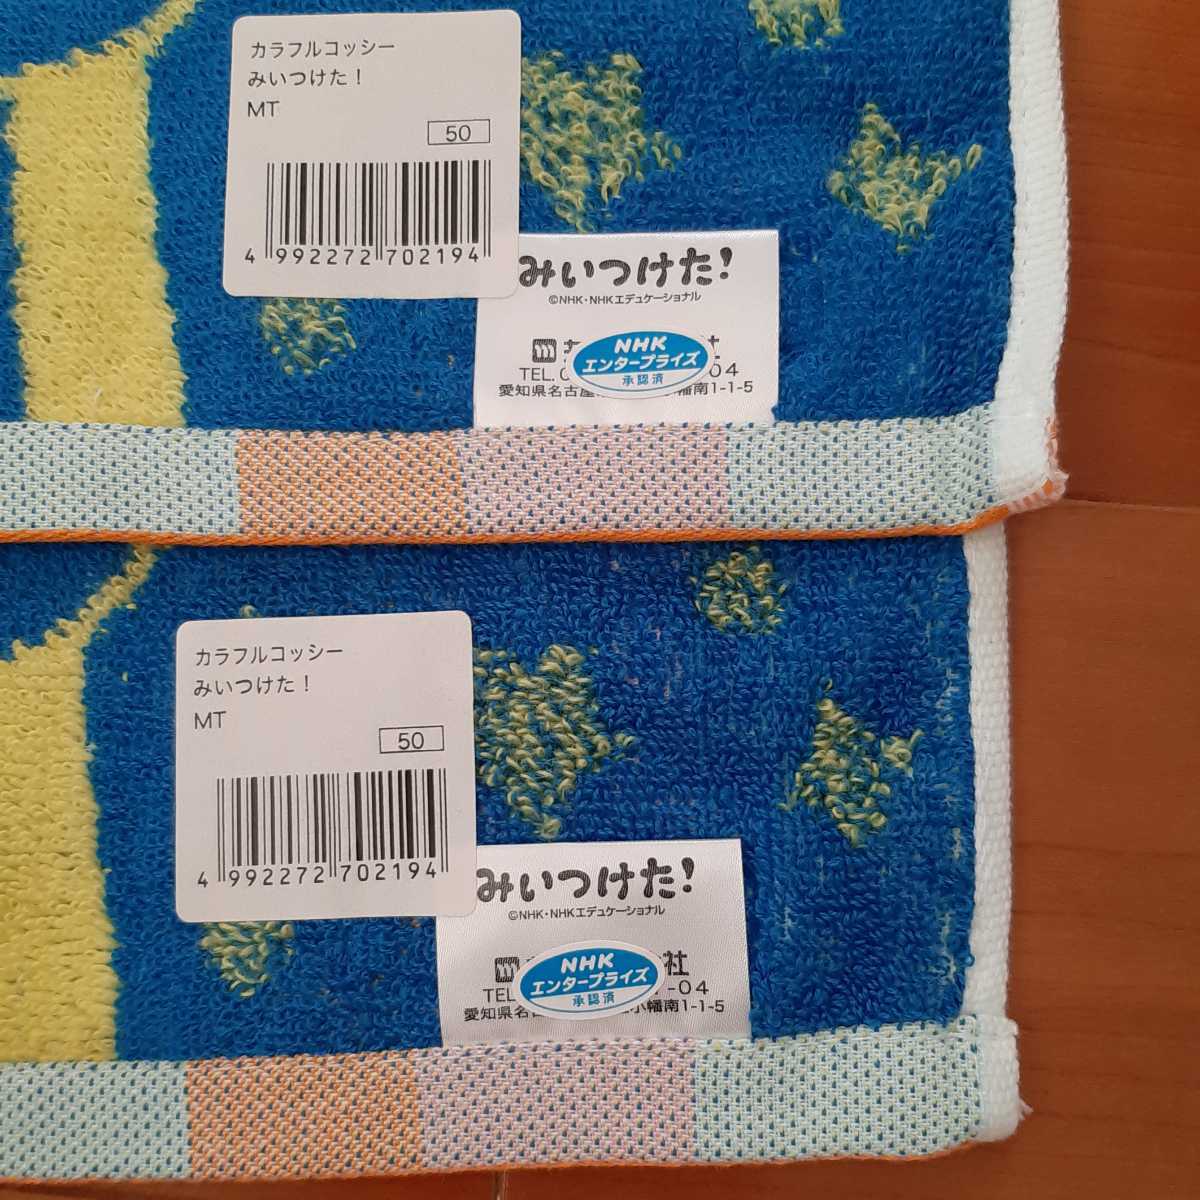 カラフルコッシー
みいつけた!
MT
50
4 992272 702194
みいつけた!
©NHK・NHKエデュケーショナル
NHK
エンタープライズ
承認済
社
TEL.
04
愛知県名古屋
幡南1-1-5
カラフルコッシー
みいつけた!
MT
50
4 992272 702194
みいつけた!
©NHK・NHKエデュケーショナル
NHK
エンタープライズ
承認済
社
TEL
-04
愛知県名
小幡南1-1-5